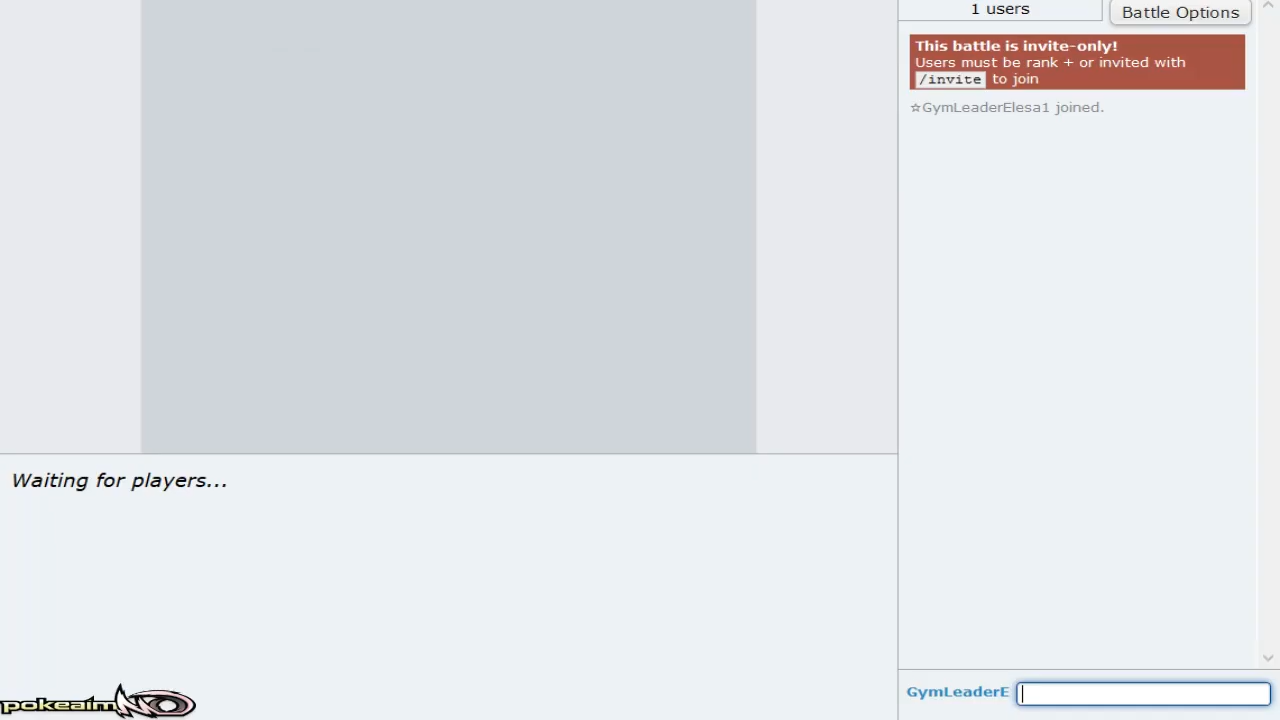 1 users
Battle Options
This battle is invite-only!
Users must be rank + or invited with
/invite to join
☆GymLeaderElesa1 joined.
Waiting for players...
pokeaimMD
GymLeaderE